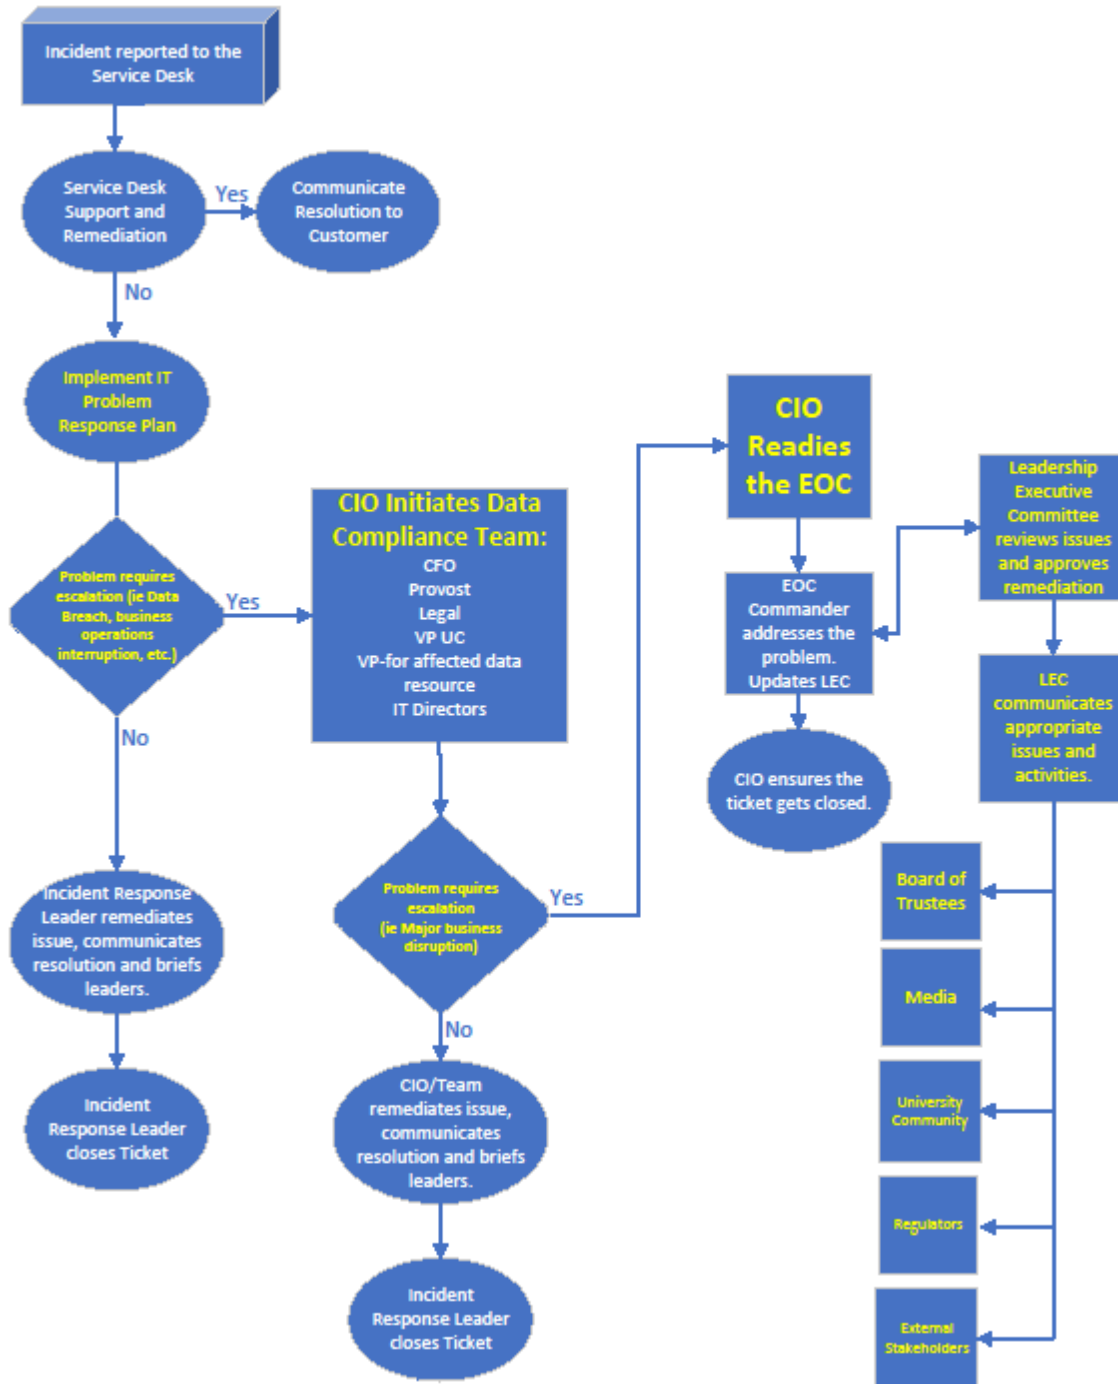 Incident reported to the
Service Desk
Service Desk
Support and
Remediation
Yes
Communicate
Resolution to
Customer
No
Implement IT
Problem
Response Plan
Problem requires
escalation (ie Data
Breach, business
operations
interruption, etc.)
Yes
No
CIO Initiates Data
Compliance Team:
CFO
Provost
Legal
VP UC
VP-for affected data
resource
IT Directors
Incident Response
Leader remediates
issue, communicates
resolution and briefs
leaders.
Incident
Response Leader
closes Ticket
Problem requires
escalation
(ie Major business
disruption)
Yes
No
CIO/Team
remediates issue,
communicates
resolution and briefs
leaders.
Incident
Response Leader
closes Ticket
CIO
Readies
the EOC
EOC
Commander
addresses the
problem.
Updates LEC
CIO ensures the
ticket gets closed.
Leadership
Executive
Committee
reviews issues
and approves
remediation
LEC
communicates
appropriate
issues and
activities.
Board of
Trustees
Media
University
Community
Regulators
External
Stakeholders